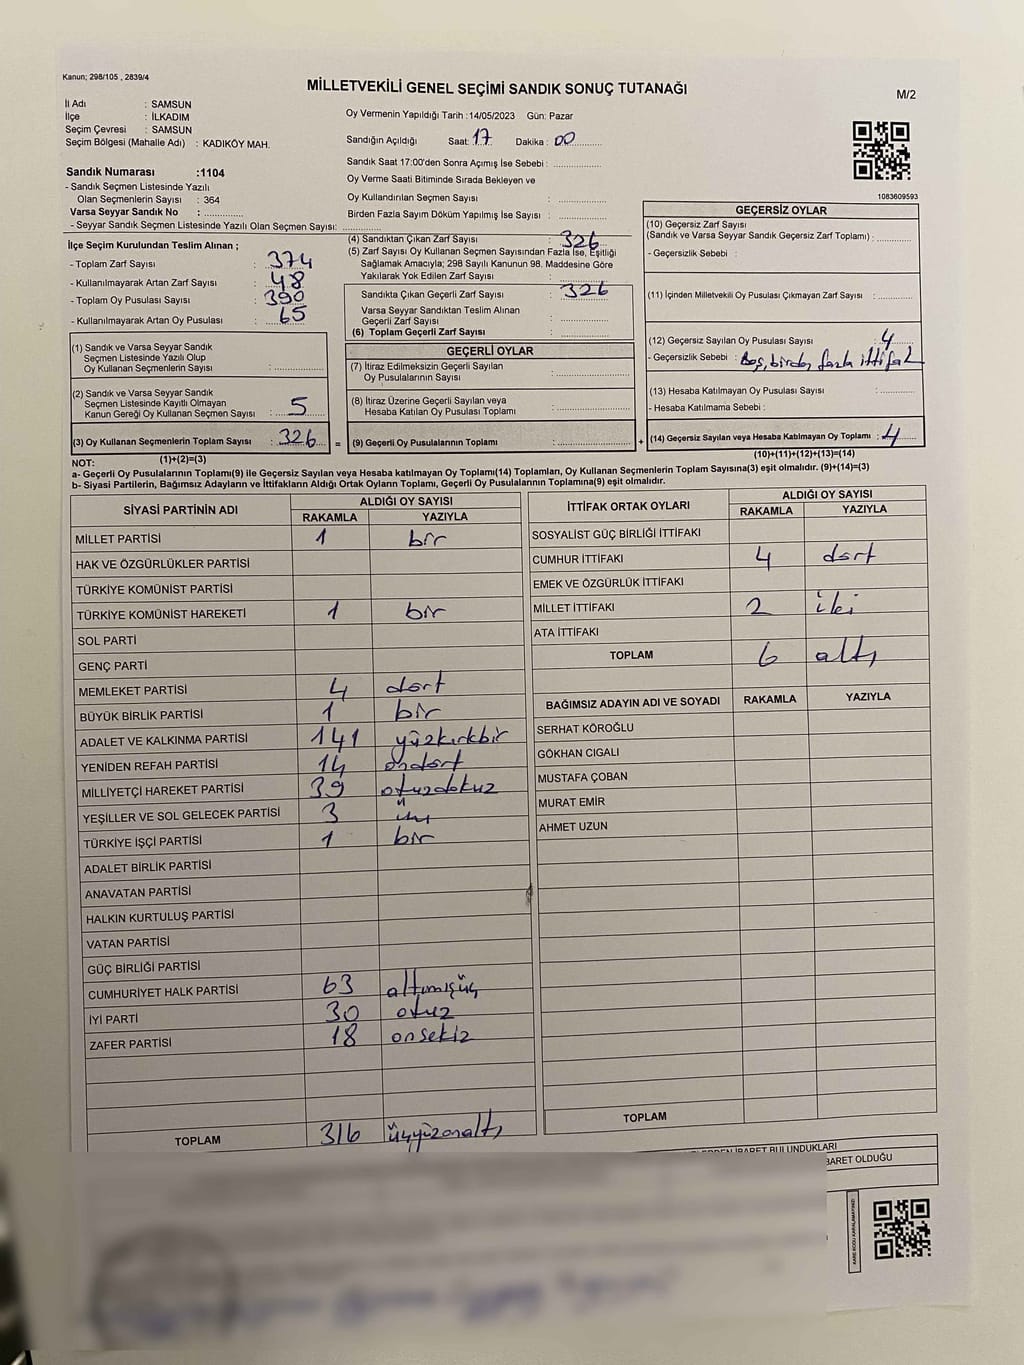 Kanun; 298/105 , 2839/4
MİLLETVEKİLİ GENEL SEÇİMİ SANDIK SONUÇ TUTANAĞI
M/2
İl Adı : SAMSUN
İlçe : İLKADIM
Seçim Çevresi : SAMSUN
Seçim Bölgesi (Mahalle Adı) : KADIKÖY MAH.
Sandık Numarası :1104
- Sandık Seçmen Listesinde Yazılı
Olan Seçmenlerin Sayısı : 364
Varsa Seyyar Sandık No : ..............
- Seyyar Sandık Seçmen Listesinde Yazılı Olan Seçmen Sayısı: ..............
Oy Vermenin Yapıldığı Tarih :14/05/2023 Gün: Pazar
Sandığın Açıldığı Saat: 17 Dakika : 00
Sandık Saat 17:00'den Sonra Açımış İse Sebebi : ..............
Oy Verme Saati Bitiminde Sırada Bekleyen ve
Oy Kullandırılan Seçmen Sayısı : ..............
Birden Fazla Sayım Döküm Yapılmış İse Sayısı : ..............
1083609593
İlçe Seçim Kurulundan Teslim Alınan ;
- Toplam Zarf Sayısı : 374
- Kullanılmayarak Artan Zarf Sayısı : 48
- Toplam Oy Pusulası Sayısı : 390
- Kullanılmayarak Artan Oy Pusulası : 65
(1) Sandık ve Varsa Seyyar Sandık
Seçmen Listesinde Yazılı Olup
Oy Kullanan Seçmenlerin Sayısı : ..............
(2) Sandık ve Varsa Seyyar Sandık
Seçmen Listesinde Kayıtlı Olmayan
Kanun Gereği Oy Kullanan Seçmen Sayısı : 5
(3) Oy Kullanan Seçmenlerin Toplam Sayısı : 326 =
(1)+(2)=(3)
(4) Sandıktan Çıkan Zarf Sayısı : 326
(5) Zarf Sayısı Oy Kullanan Seçmen Sayısından Fazla İse, Eşitliği
Sağlamak Amacıyla; 298 Sayılı Kanunun 98. Maddesine Göre
Yakılarak Yok Edilen Zarf Sayısı : ..............
Sandıkta Çıkan Geçerli Zarf Sayısı : 326
Varsa Seyyar Sandıktan Teslim Alınan
Geçerli Zarf Sayısı : ..............
(6) Toplam Geçerli Zarf Sayısı : ..............
GEÇERLİ OYLAR
(7) İtiraz Edilmeksizin Geçerli Sayılan
Oy Pusulalarının Sayısı : ..............
(8) İtiraz Üzerine Geçerli Sayılan veya
Hesaba Katılan Oy Pusulası Toplamı : ..............
(9) Geçerli Oy Pusulalarının Toplamı : .............. +
GEÇERSİZ OYLAR
(10) Geçersiz Zarf Sayısı
(Sandık ve Varsa Seyyar Sandık Geçersiz Zarf Toplamı) : ..............
- Geçersizlik Sebebi :
(11) İçinden Milletvekili Oy Pusulası Çıkmayan Zarf Sayısı : ..............
(12) Geçersiz Sayılan Oy Pusulası Sayısı : 4
- Geçersizlik Sebebi : Boş, birden fazla ittifak
(13) Hesaba Katılmayan Oy Pusulası Sayısı : ..............
- Hesaba Katılmama Sebebi :
(14) Geçersiz Sayılan veya Hesaba Katılmayan Oy Toplamı : 4
(10)+(11)+(12)+(13)=(14)
NOT:
a- Geçerli Oy Pusulalarının Toplamı(9) ile Geçersiz Sayılan veya Hesaba katılmayan Oy Toplamı(14) Toplamları, Oy Kullanan Seçmenlerin Toplam Sayısına(3) eşit olmalıdır. (9)+(14)=(3)
b- Siyasi Partilerin, Bağımsız Adayların ve İttifakların Aldığı Ortak Oyların Toplamı, Geçerli Oy Pusulalarının Toplamına(9) eşit olmalıdır.
SİYASİ PARTİNİN ADI ALDIĞI OY SAYISI
RAKAMLA YAZIYLA
MİLLET PARTİSİ 1 bir
HAK VE ÖZGÜRLÜKLER PARTİSİ
TÜRKİYE KOMÜNİST PARTİSİ
TÜRKİYE KOMÜNİST HAREKETİ 1 bir
SOL PARTİ
GENÇ PARTİ
MEMLEKET PARTİSİ 4 dört
BÜYÜK BİRLİK PARTİSİ 1 bir
ADALET VE KALKINMA PARTİSİ 141 yüzkırkbir
YENİDEN REFAH PARTİSİ 14 ondört
MİLLİYETÇİ HAREKET PARTİSİ 39 otuzdokuz
YEŞİLLER VE SOL GELECEK PARTİSİ 3 üç
TÜRKİYE İŞÇİ PARTİSİ 1 bir
ADALET BİRLİK PARTİSİ
ANAVATAN PARTİSİ
HALKIN KURTULUŞ PARTİSİ
VATAN PARTİSİ
GÜÇ BİRLİĞİ PARTİSİ
CUMHURİYET HALK PARTİSİ 63 altmışüç
İYİ PARTİ 30 otuz
ZAFER PARTİSİ 18 onsekiz
TOPLAM 316 üçyüzonaltı
İTTİFAK ORTAK OYLARI ALDIĞI OY SAYISI
RAKAMLA YAZIYLA
SOSYALİST GÜÇ BİRLİĞİ İTTİFAKI
CUMHUR İTTİFAKI 4 dört
EMEK VE ÖZGÜRLÜK İTTİFAKI
MİLLET İTTİFAKI 2 iki
ATA İTTİFAKI
TOPLAM 6 altı
BAĞIMSIZ ADAYIN ADI VE SOYADI RAKAMLA YAZIYLA
SERHAT KÖROĞLU
GÖKHAN CIGALI
MUSTAFA ÇOBAN
MURAT EMİR
AHMET UZUN
TOPLAM
BULUNDUKLARI
OLDUĞU